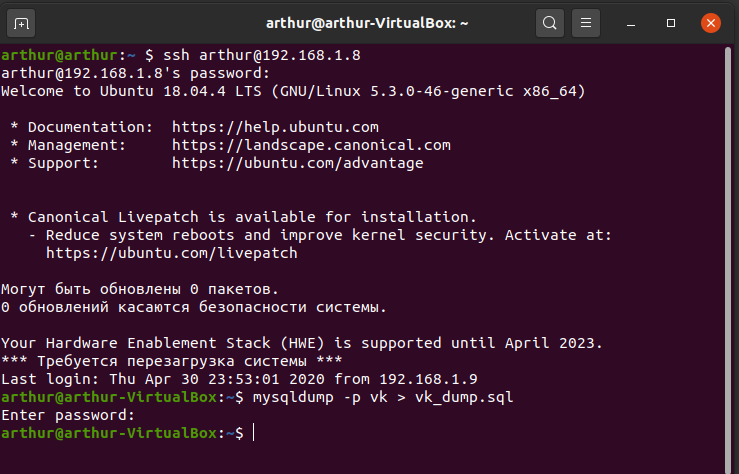 arthur@arthur-VirtualBox: ~
arthur@arthur:~ $ ssh arthur@192.168.1.8
arthur@192.168.1.8's password:
Welcome to Ubuntu 18.04.4 LTS (GNU/Linux 5.3.0-46-generic x86_64)
* Documentation:  https://help.ubuntu.com
* Management:     https://landscape.canonical.com
* Support:        https://ubuntu.com/advantage
* Canonical Livepatch is available for installation.
- Reduce system reboots and improve kernel security. Activate at:
https://ubuntu.com/livepatch
Могут быть обновлены 0 пакетов.
0 обновлений касаются безопасности системы.
Your Hardware Enablement Stack (HWE) is supported until April 2023.
*** Требуется перезагрузка системы ***
Last login: Thu Apr 30 23:53:01 2020 from 192.168.1.9
arthur@arthur-VirtualBox:~$ mysqldump -p vk > vk_dump.sql
Enter password:
arthur@arthur-VirtualBox:~$